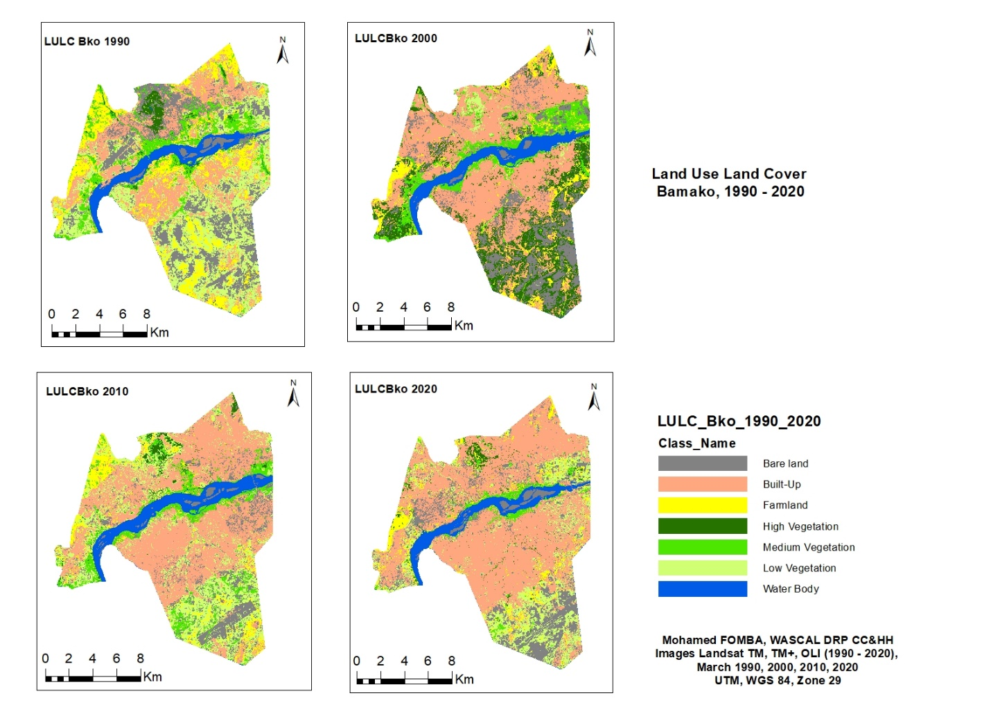 LULC Bko 1990
N
0 2 4 6 8
Km
LULCBko 2000
N
0 2 4 6 8
Km
Land Use Land Cover
Bamako, 1990 - 2020
LULCBko 2010
N
0 2 4 6 8
Km
LULCBko 2020
N
0 2 4 6 8
Km
LULC_Bko_1990_2020
Class_Name
Bare land
Built-Up
Farmland
High Vegetation
Medium Vegetation
Low Vegetation
Water Body
Mohamed FOMBA, WASCAL DRP CC&HH
Images Landsat TM, TM+, OLI (1990 - 2020),
March 1990, 2000, 2010, 2020
UTM, WGS 84, Zone 29